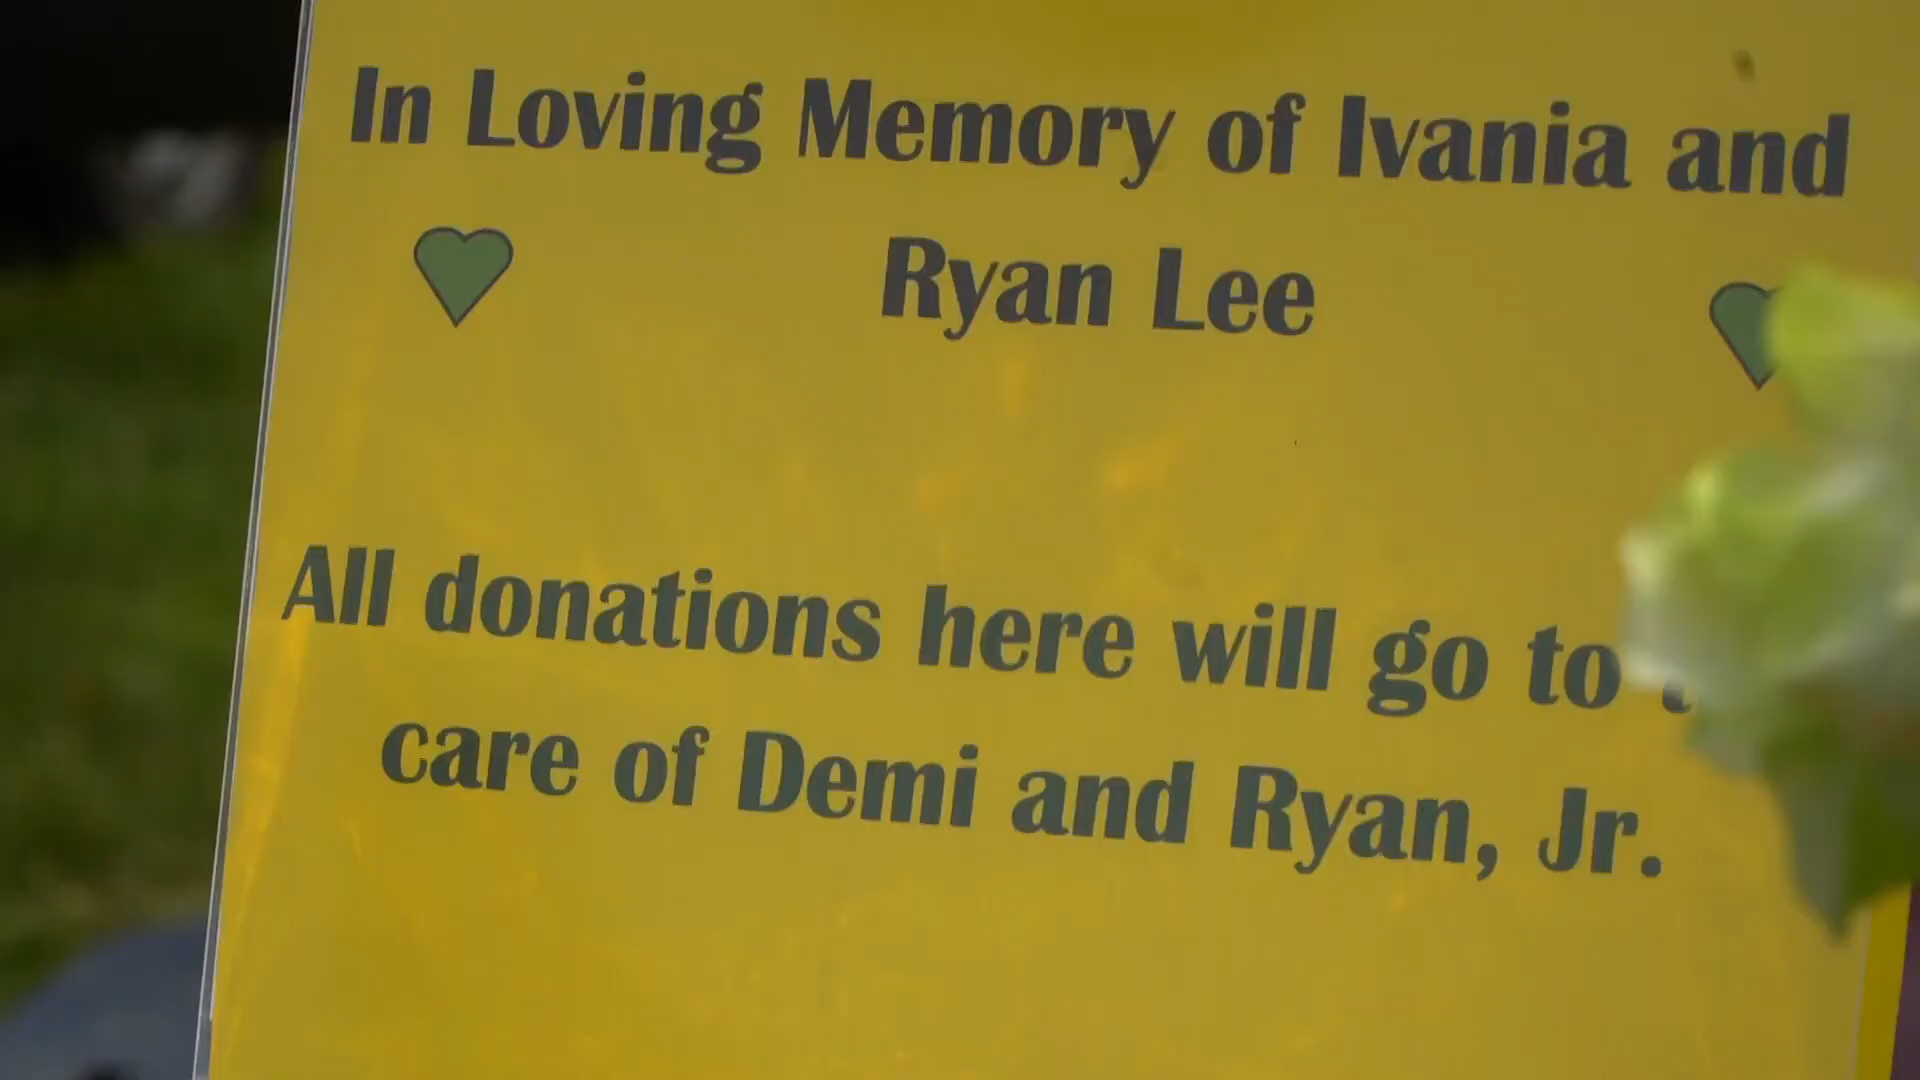 In Loving Memory of Ivania and
Ryan Lee
All donations here will go to
care of Demi and Ryan, Jr.